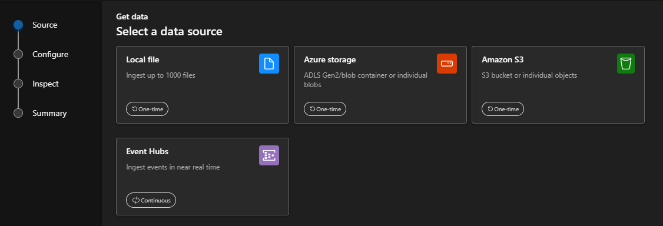 Source
Configure
Inspect
Summary
Get data
Select a data source
Local file
Ingest up to 1000 files
One-time
Azure storage
ADLS Gen2/blob container or individual
blobs
One-time
Amazon S3
S3 bucket or individual objects
One-time
Event Hubs
Ingest events in near real time
Continuous